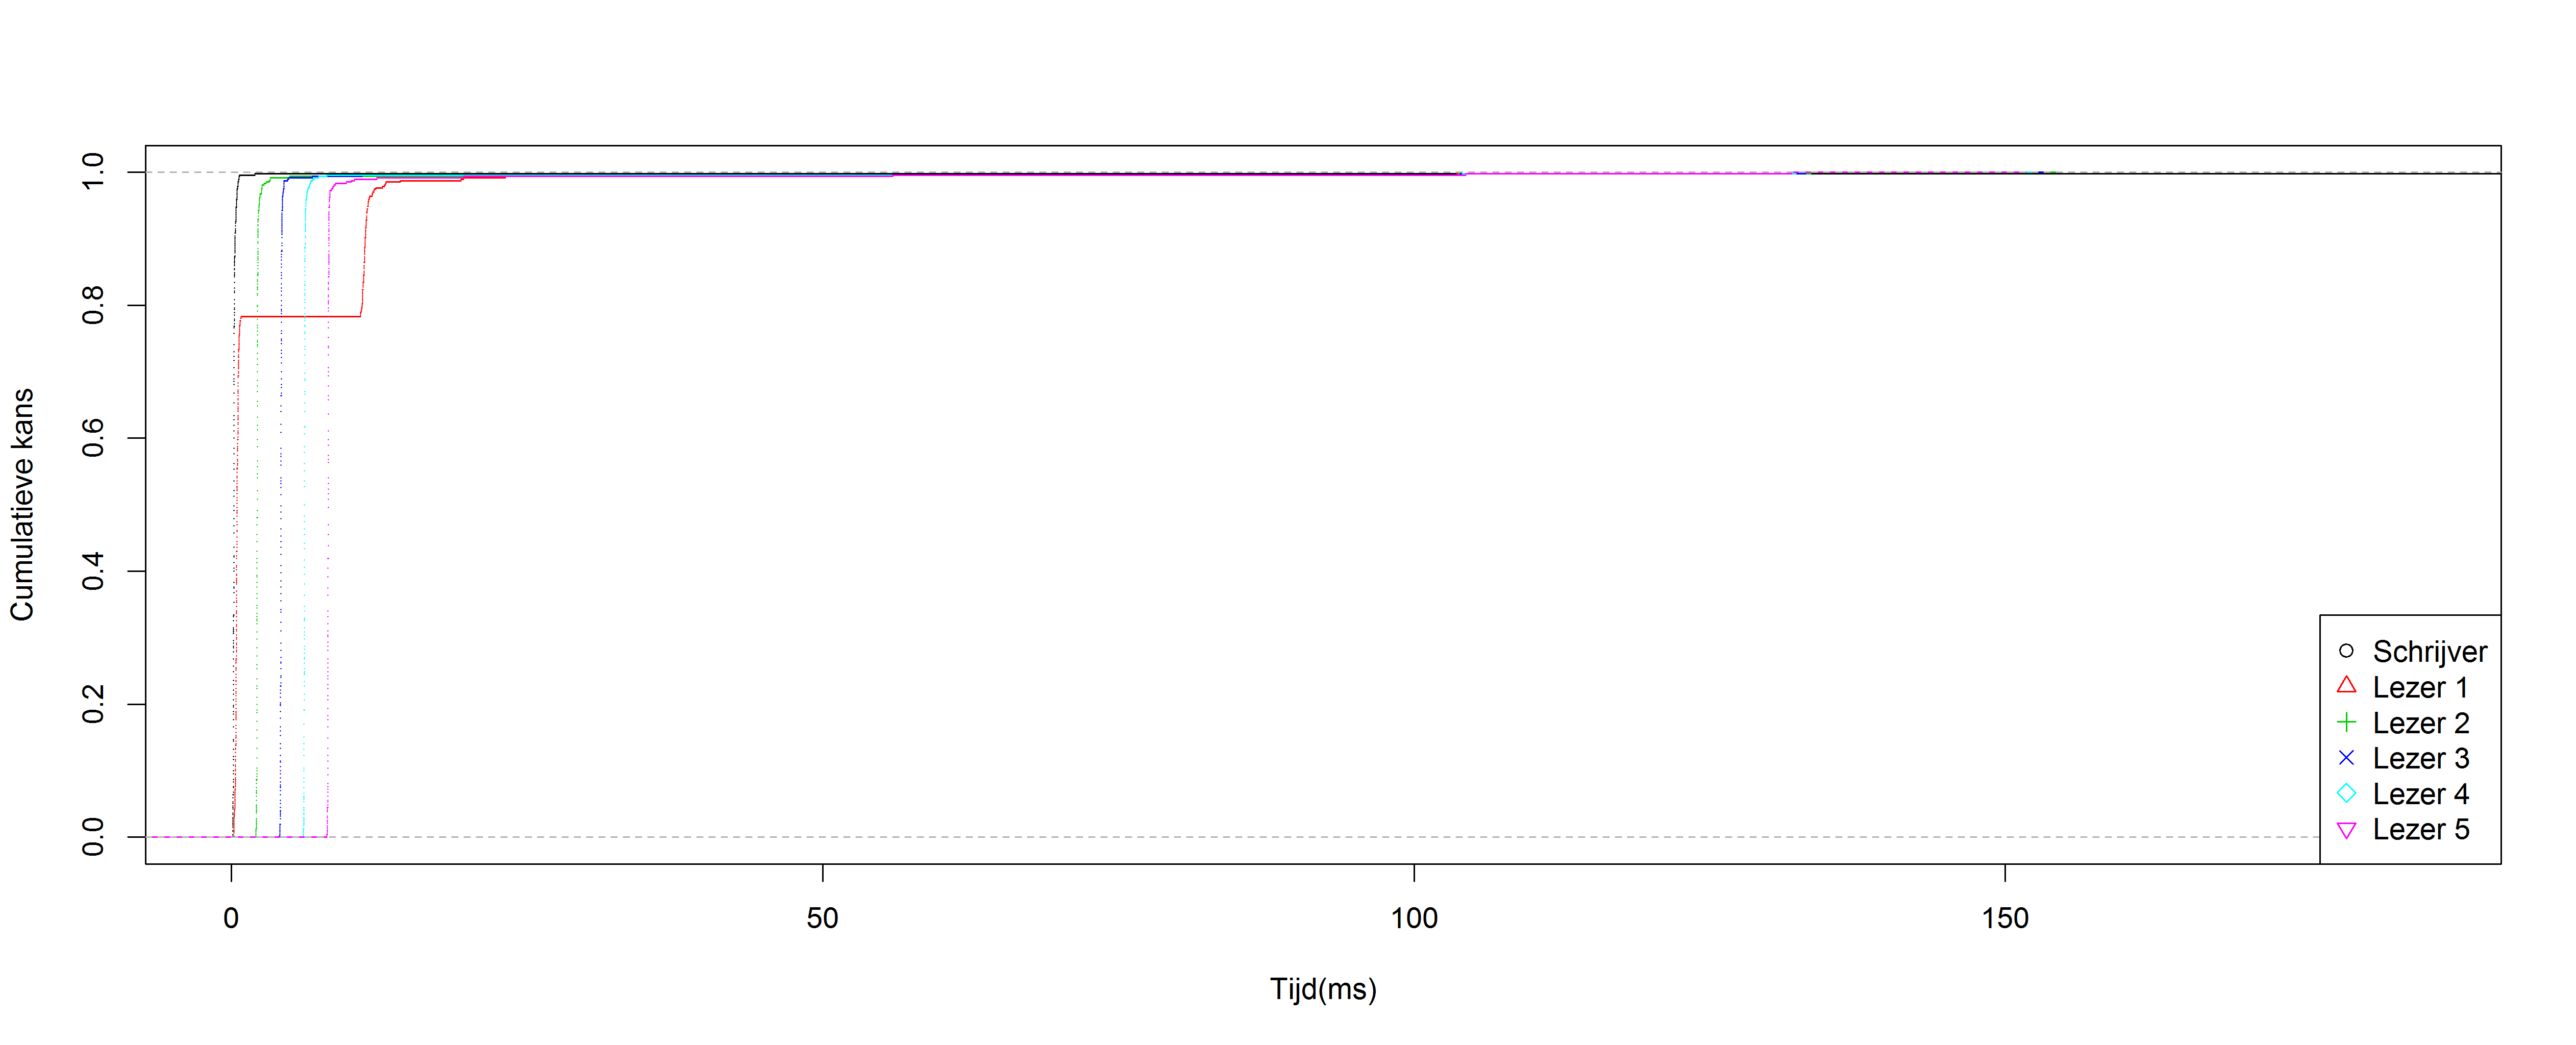 Cumulatieve kans
1.0
0.8
0.6
0.4
0.2
0.0
Schrijver
Lezer 1
Lezer 2
Lezer 3
Lezer 4
Lezer 5
0 50 100 150
Tijd(ms)